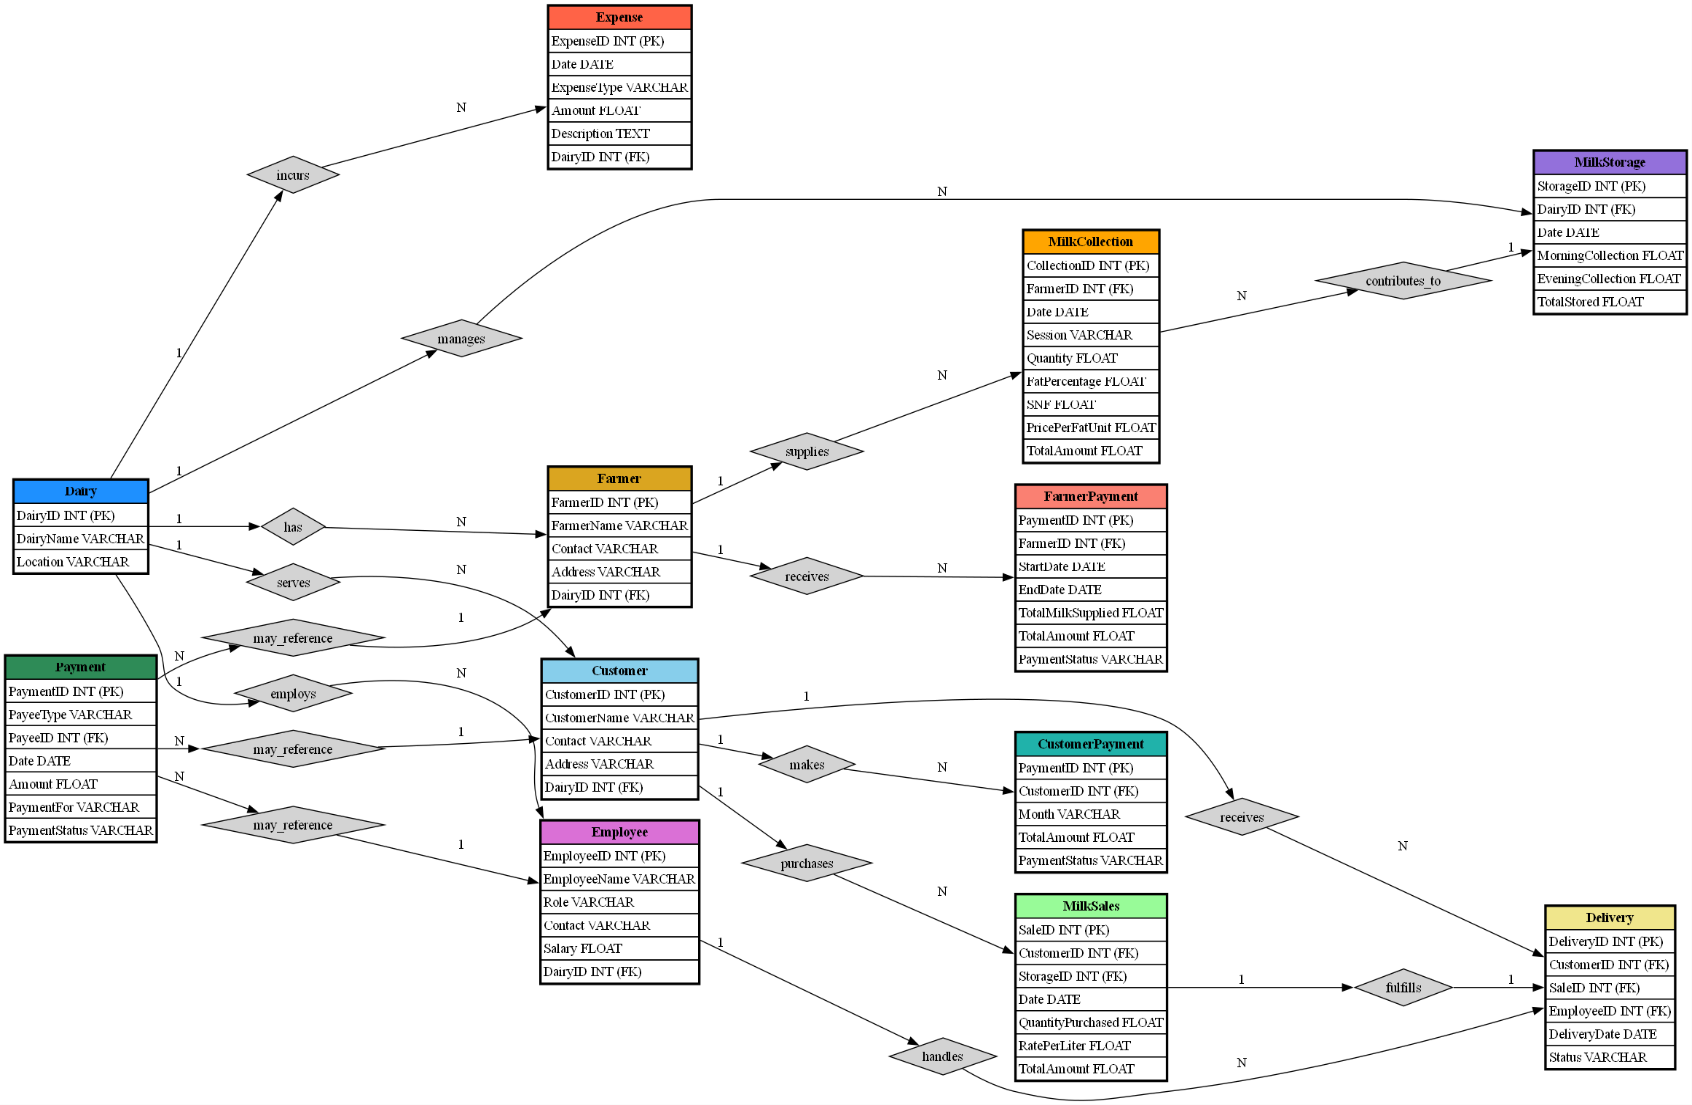 Expense
ExpenseID INT (PK)
Date DATE
ExpenseType VARCHAR
Amount FLOAT
Description TEXT
DairyID INT (FK)
N
incurs
1
MilkStorage
StorageID INT (PK)
DairyID INT (FK)
Date DATE
MorningCollection FLOAT
EveningCollection FLOAT
TotalStored FLOAT
N
manages
1
MilkCollection
CollectionID INT (PK)
FarmerID INT (FK)
Date DATE
Session VARCHAR
Quantity FLOAT
FatPercentage FLOAT
SNF FLOAT
PricePerFatUnit FLOAT
TotalAmount FLOAT
N
contributes_to
1
Dairy
DairyID INT (PK)
DairyName VARCHAR
Location VARCHAR
1
has
N
1
serves
N
Farmer
FarmerID INT (PK)
FarmerName VARCHAR
Contact VARCHAR
Address VARCHAR
DairyID INT (FK)
1
supplies
N
1
receives
N
FarmerPayment
PaymentID INT (PK)
FarmerID INT (FK)
StartDate DATE
EndDate DATE
TotalMilkSupplied FLOAT
TotalAmount FLOAT
PaymentStatus VARCHAR
Payment
PaymentID INT (PK)
PayeeType VARCHAR
PayeeID INT (FK)
Date DATE
Amount FLOAT
PaymentFor VARCHAR
PaymentStatus VARCHAR
N
may_reference
1
1
employs
N
N
may_reference
1
N
may_reference
1
Customer
CustomerID INT (PK)
CustomerName VARCHAR
Contact VARCHAR
Address VARCHAR
DairyID INT (FK)
1
receives
N
1
makes
N
1
purchases
N
CustomerPayment
PaymentID INT (PK)
CustomerID INT (FK)
Month VARCHAR
TotalAmount FLOAT
PaymentStatus VARCHAR
Employee
EmployeeID INT (PK)
EmployeeName VARCHAR
Role VARCHAR
Contact VARCHAR
Salary FLOAT
DairyID INT (FK)
1
handles
N
MilkSales
SaleID INT (PK)
CustomerID INT (FK)
StorageID INT (FK)
Date DATE
QuantityPurchased FLOAT
RatePerLiter FLOAT
TotalAmount FLOAT
1
fulfills
1
Delivery
DeliveryID INT (PK)
CustomerID INT (FK)
SaleID INT (FK)
EmployeeID INT (FK)
DeliveryDate DATE
Status VARCHAR